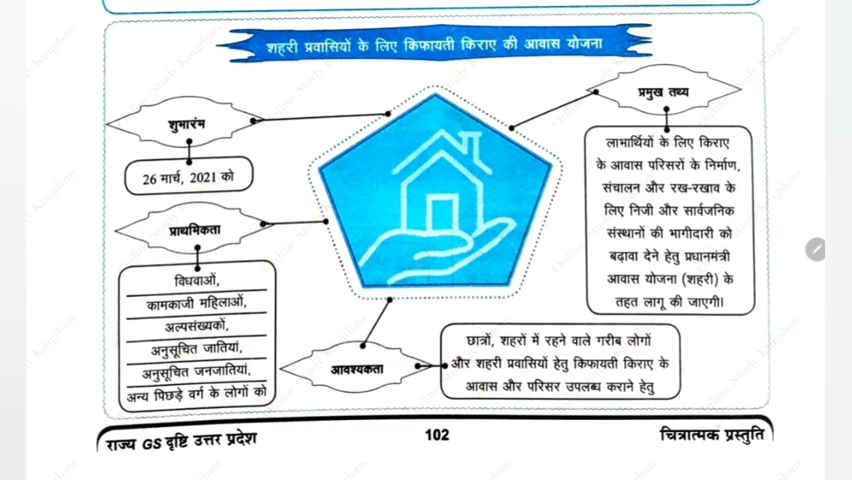 शहरी प्रवासियों के लिए किफायती किराए की आवास योजना
शुभारंभ
26 मार्च, 2021 को
प्राथमिकता
विधवाओं,
कामकाजी महिलाओं,
अल्पसंख्यकों,
अनुसूचित जातियां,
अनुसूचित जनजातियां,
अन्य पिछड़े वर्ग के लोगों को
प्रमुख तथ्य
लाभार्थियों के लिए किराए
के आवास परिसरों के निर्माण,
संचालन और रख-रखाव के
लिए निजी और सार्वजनिक
संस्थानों की भागीदारी को
बढ़ावा देने हेतु प्रधानमंत्री
आवास योजना (शहरी) के
तहत लागू की जाएगी।
आवश्यकता
छात्रों, शहरों में रहने वाले गरीब लोगों
और शहरी प्रवासियों हेतु किफायती किराए के
आवास और परिसर उपलब्ध कराने हेतु
राज्य GS दृष्टि उत्तर प्रदेश
102
चित्रात्मक प्रस्तुति
Online Study Kingdom